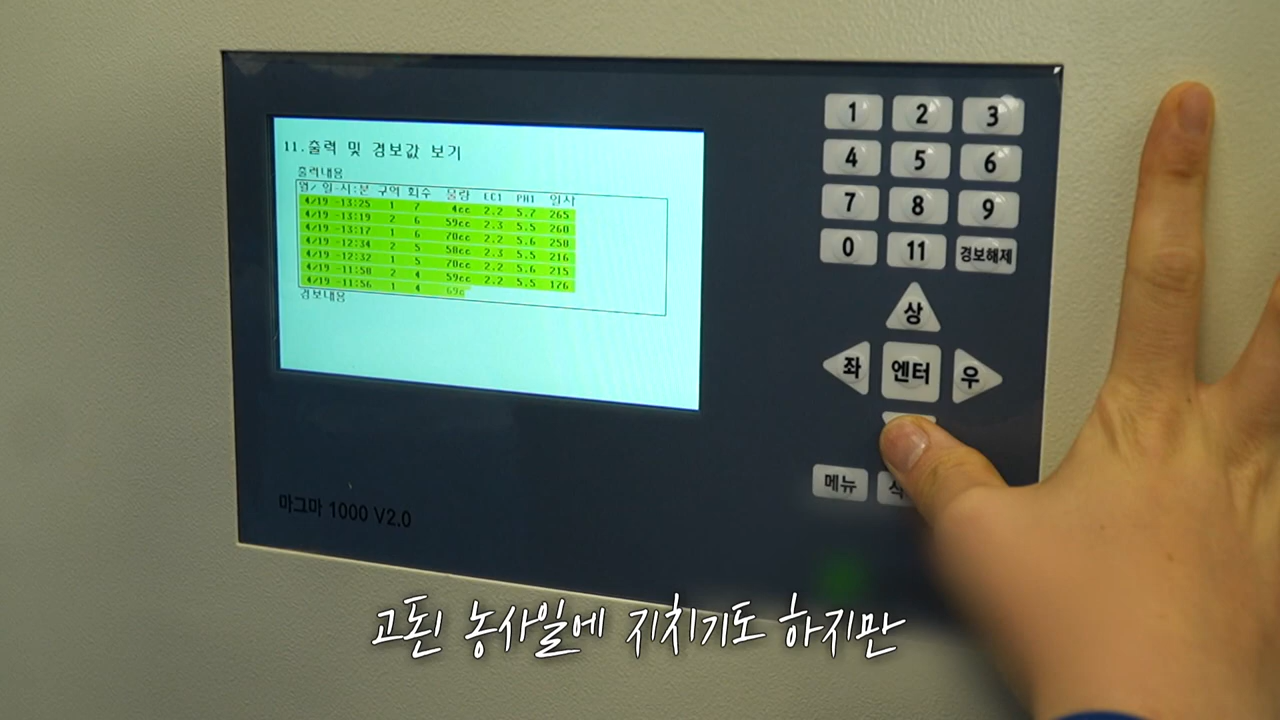 11.출력 및 경보값 보기
출력내용
월/ 일-시:분 구역 회수 물량 EC1 PH1 일사
4/19 -13:25 1 7 4cc 2.2 5.7 265
4/19 -13:19 2 6 59cc 2.3 5.5 260
4/19 -13:17 1 6 70cc 2.2 5.6 250
4/19 -12:34 2 5 58cc 2.3 5.5 216
4/19 -12:32 1 5 70cc 2.2 5.6 215
4/19 -11:58 2 4 59cc 2.2 5.5 176
4/19 -11:56 1 4 69c
경보내용
1 2 3
4 5 6
7 8 9
0 11 경보해제
상
좌 엔터 우
메뉴
마그마 1000 V2.0
고돈 농사일에 지치기도 하지만